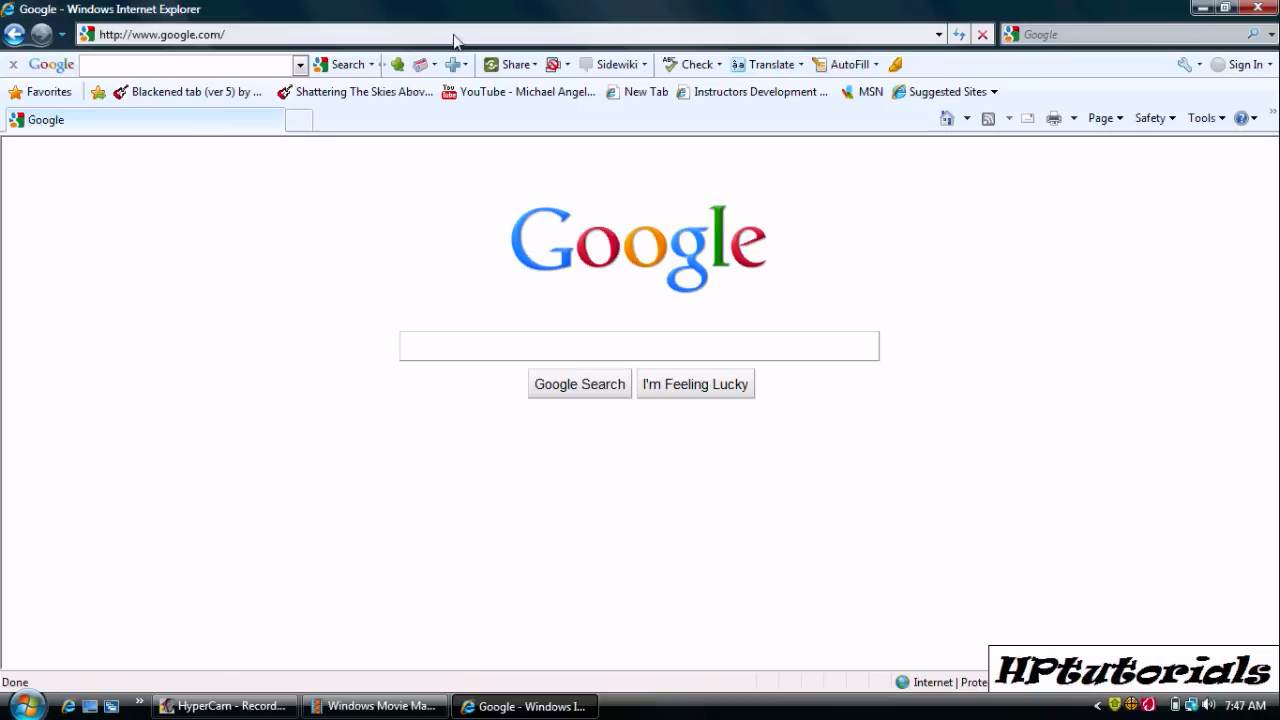 Google - Windows Internet Explorer
http://www.google.com/
Google
Google
Search
Share
Sidewiki
Check
Translate
AutoFill
Sign In
Favorites
Blackened tab (ver 5) by ...
Shattering The Skies Abov...
YouTube - Michael Angel...
New Tab
Instructors Development ...
MSN
Suggested Sites
Google
Page
Safety
Tools
Google
Google Search
I'm Feeling Lucky
Done
Internet | Prote
HPtutorials
HyperCam - Record...
Windows Movie Ma...
Google - Windows I...
7:47 AM